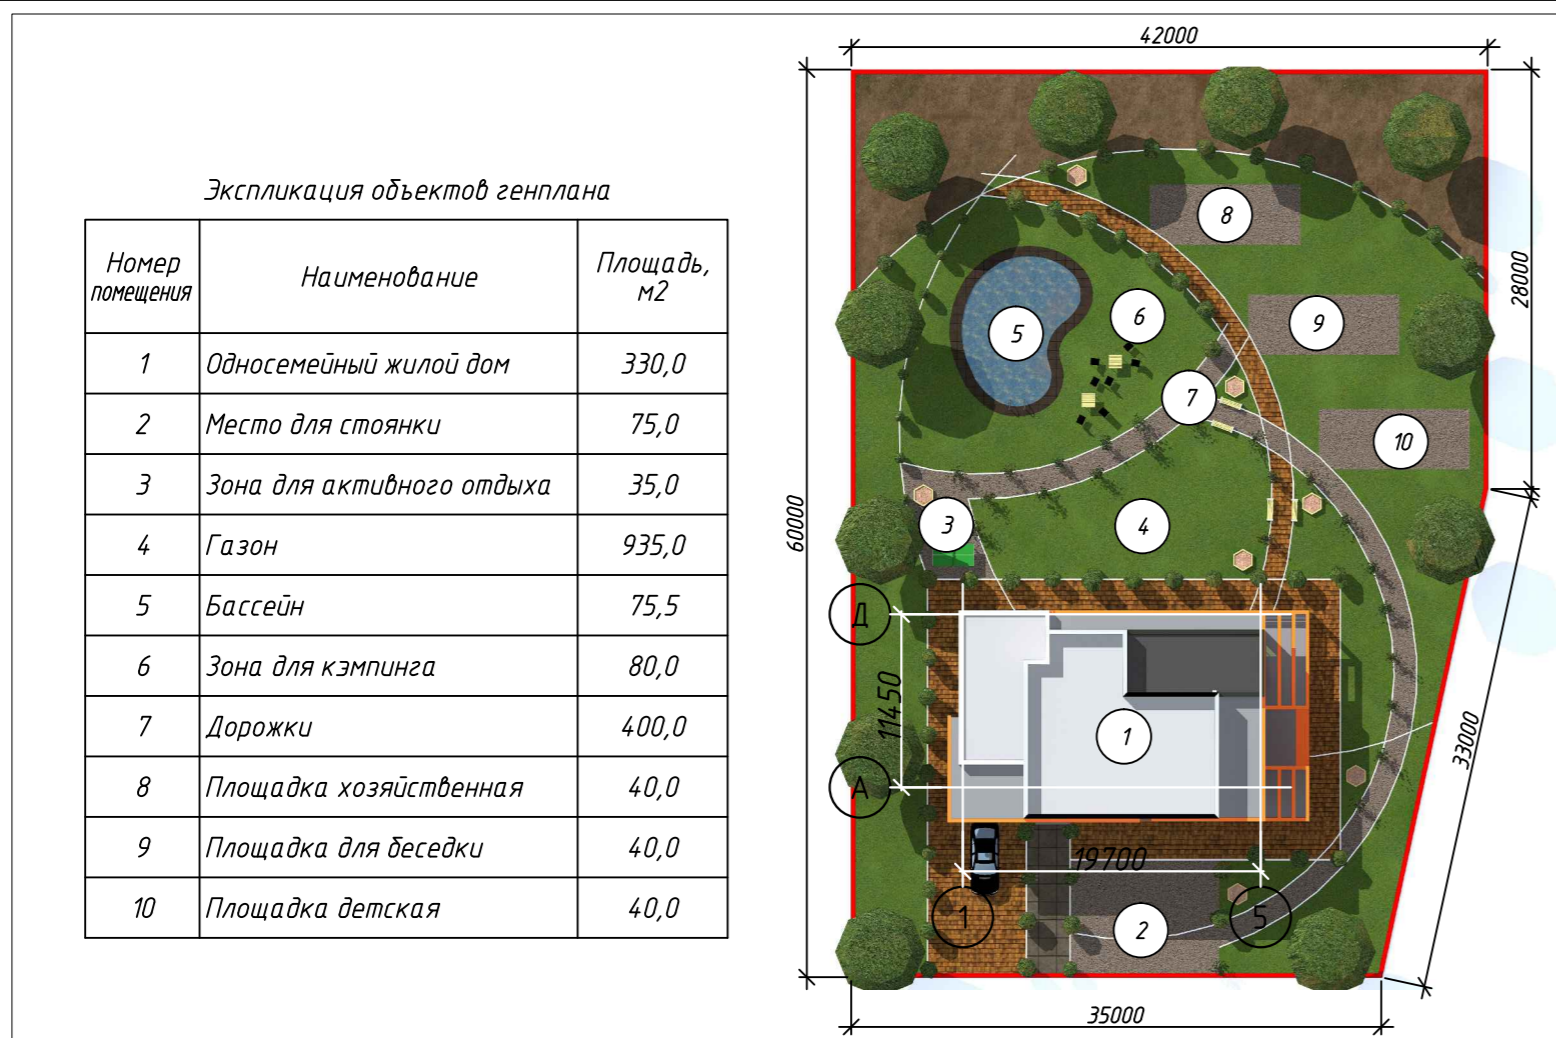 Экспликация объектов генплана
Номер помещения Наименование Площадь, м2
1 Односемейный жилой дом 330,0
2 Место для стоянки 75,0
3 Зона для активного отдыха 35,0
4 Газон 935,0
5 Бассейн 75,5
6 Зона для кэмпинга 80,0
7 Дорожки 400,0
8 Площадка хозяйственная 40,0
9 Площадка для беседки 40,0
10 Площадка детская 40,0
42000
8
28000
5
6
9
7
10
60000
3
4
Д
11450
1
33000
А
19700
1
2
5
35000